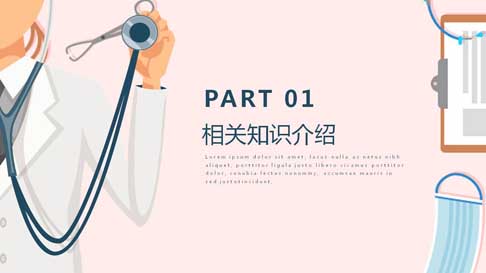 PART 01
相关知识介绍
Lorem ipsum dolor sit amet, lacus nulla ac netus nibh
aliquet, porttitor ligula justo libero vivamus porttitor
dolor, conubia lectus nonummy, accumsan mauris in
sed justotincidunt.